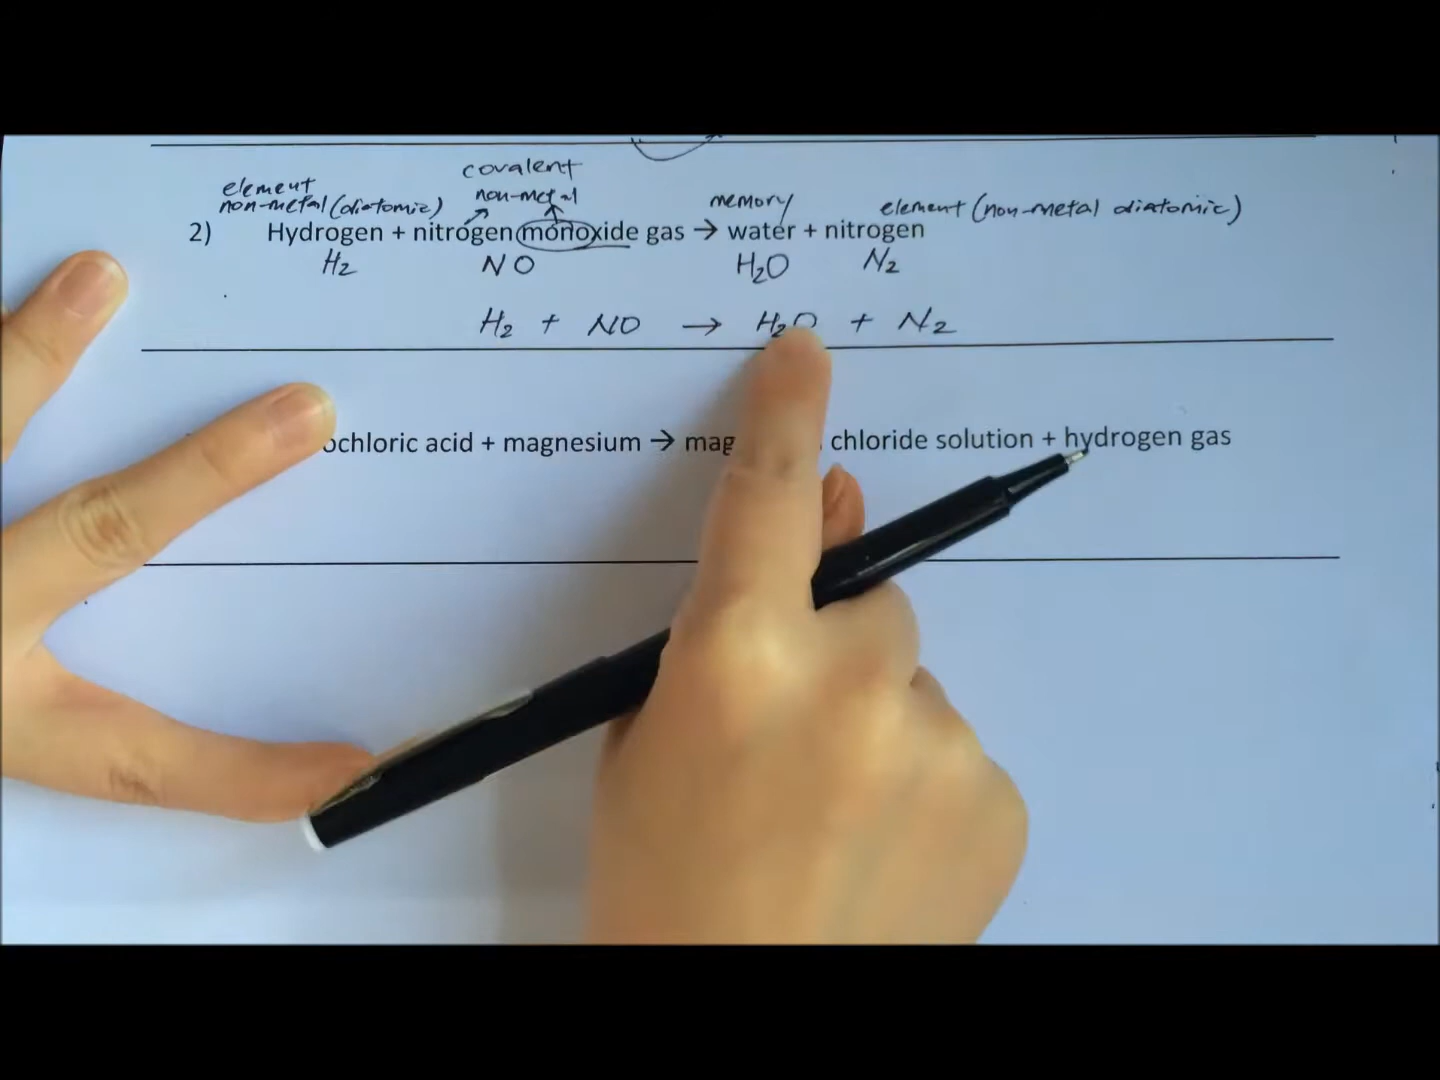 covalent
element
non-metal (diatomic) non-metal memory element (non-metal diatomic)
2) Hydrogen + nitrogen monoxide gas → water + nitrogen
H₂ NO H₂O N₂
H₂ + NO → H₂O + N₂
ochloric acid + magnesium → mag chloride solution + hydrogen gas